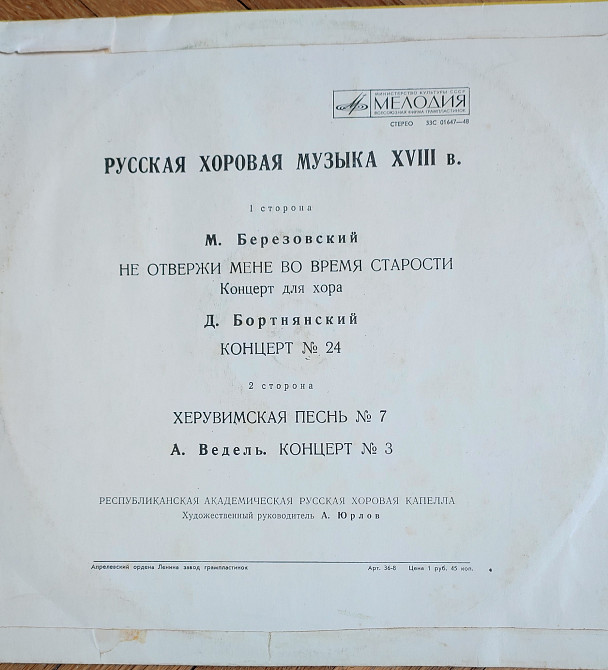 МИНИСТЕРСТВО КУЛЬТУРЫ СССР
МЕЛОДИЯ
ВСЕСОЮЗНАЯ ФИРМА ГРАМПЛАСТИНОК
СТЕРЕО 33С 01647—48
РУССКАЯ ХОРОВАЯ МУЗЫКА XVIII в.
1 сторона
М. Березовский
НЕ ОТВЕРЖИ МЕНЕ ВО ВРЕМЯ СТАРОСТИ
Концерт для хора
Д. Бортнянский
КОНЦЕРТ № 24
2 сторона
ХЕРУВИМСКАЯ ПЕСНЬ № 7
А. Ведель. КОНЦЕРТ № 3
РЕСПУБЛИКАНСКАЯ АКАДЕМИЧЕСКАЯ РУССКАЯ ХОРОВАЯ КАПЕЛЛА
Художественный руководитель А. Юрлов
Апрелевский ордена Ленина завод грампластинок Арт. 36-8 Цена 1 руб. 45 коп.